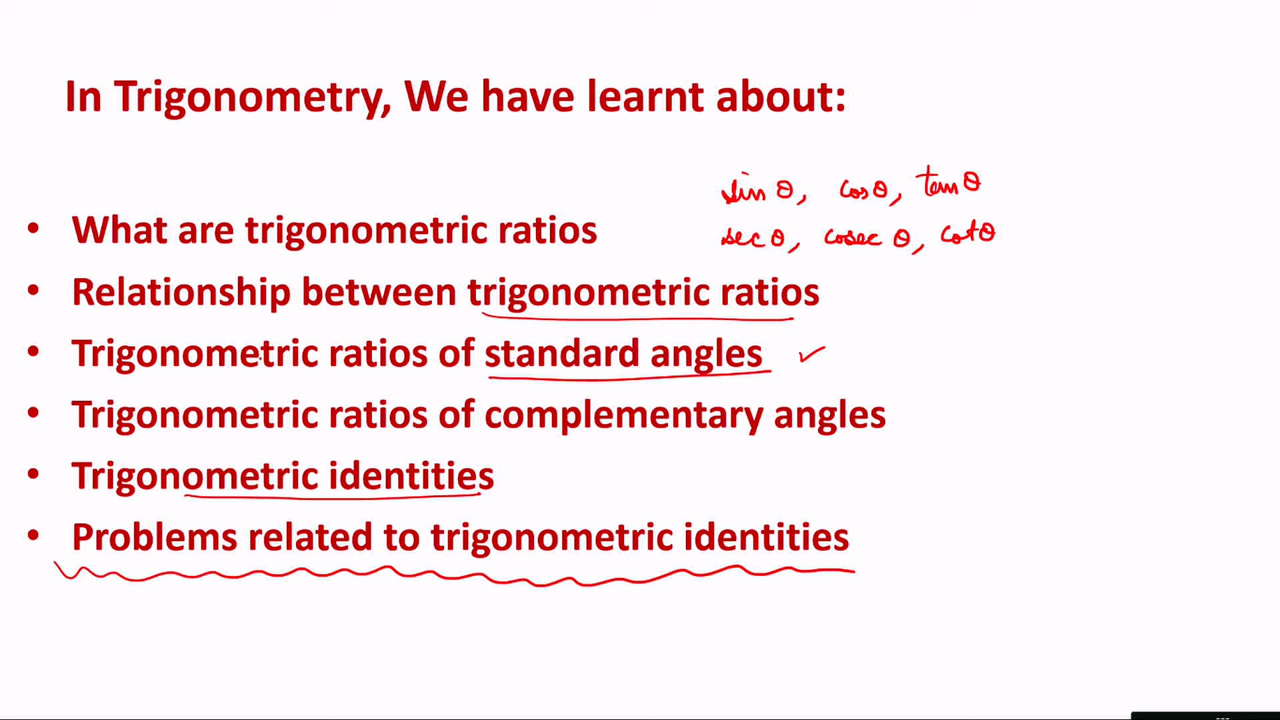 In Trigonometry, We have learnt about:
sin θ, cos θ, tan θ
• What are trigonometric ratios
sec θ, cosec θ, cot θ
• Relationship between trigonometric ratios
• Trigonometric ratios of standard angles ✓
• Trigonometric ratios of complementary angles
• Trigonometric identities
• Problems related to trigonometric identities